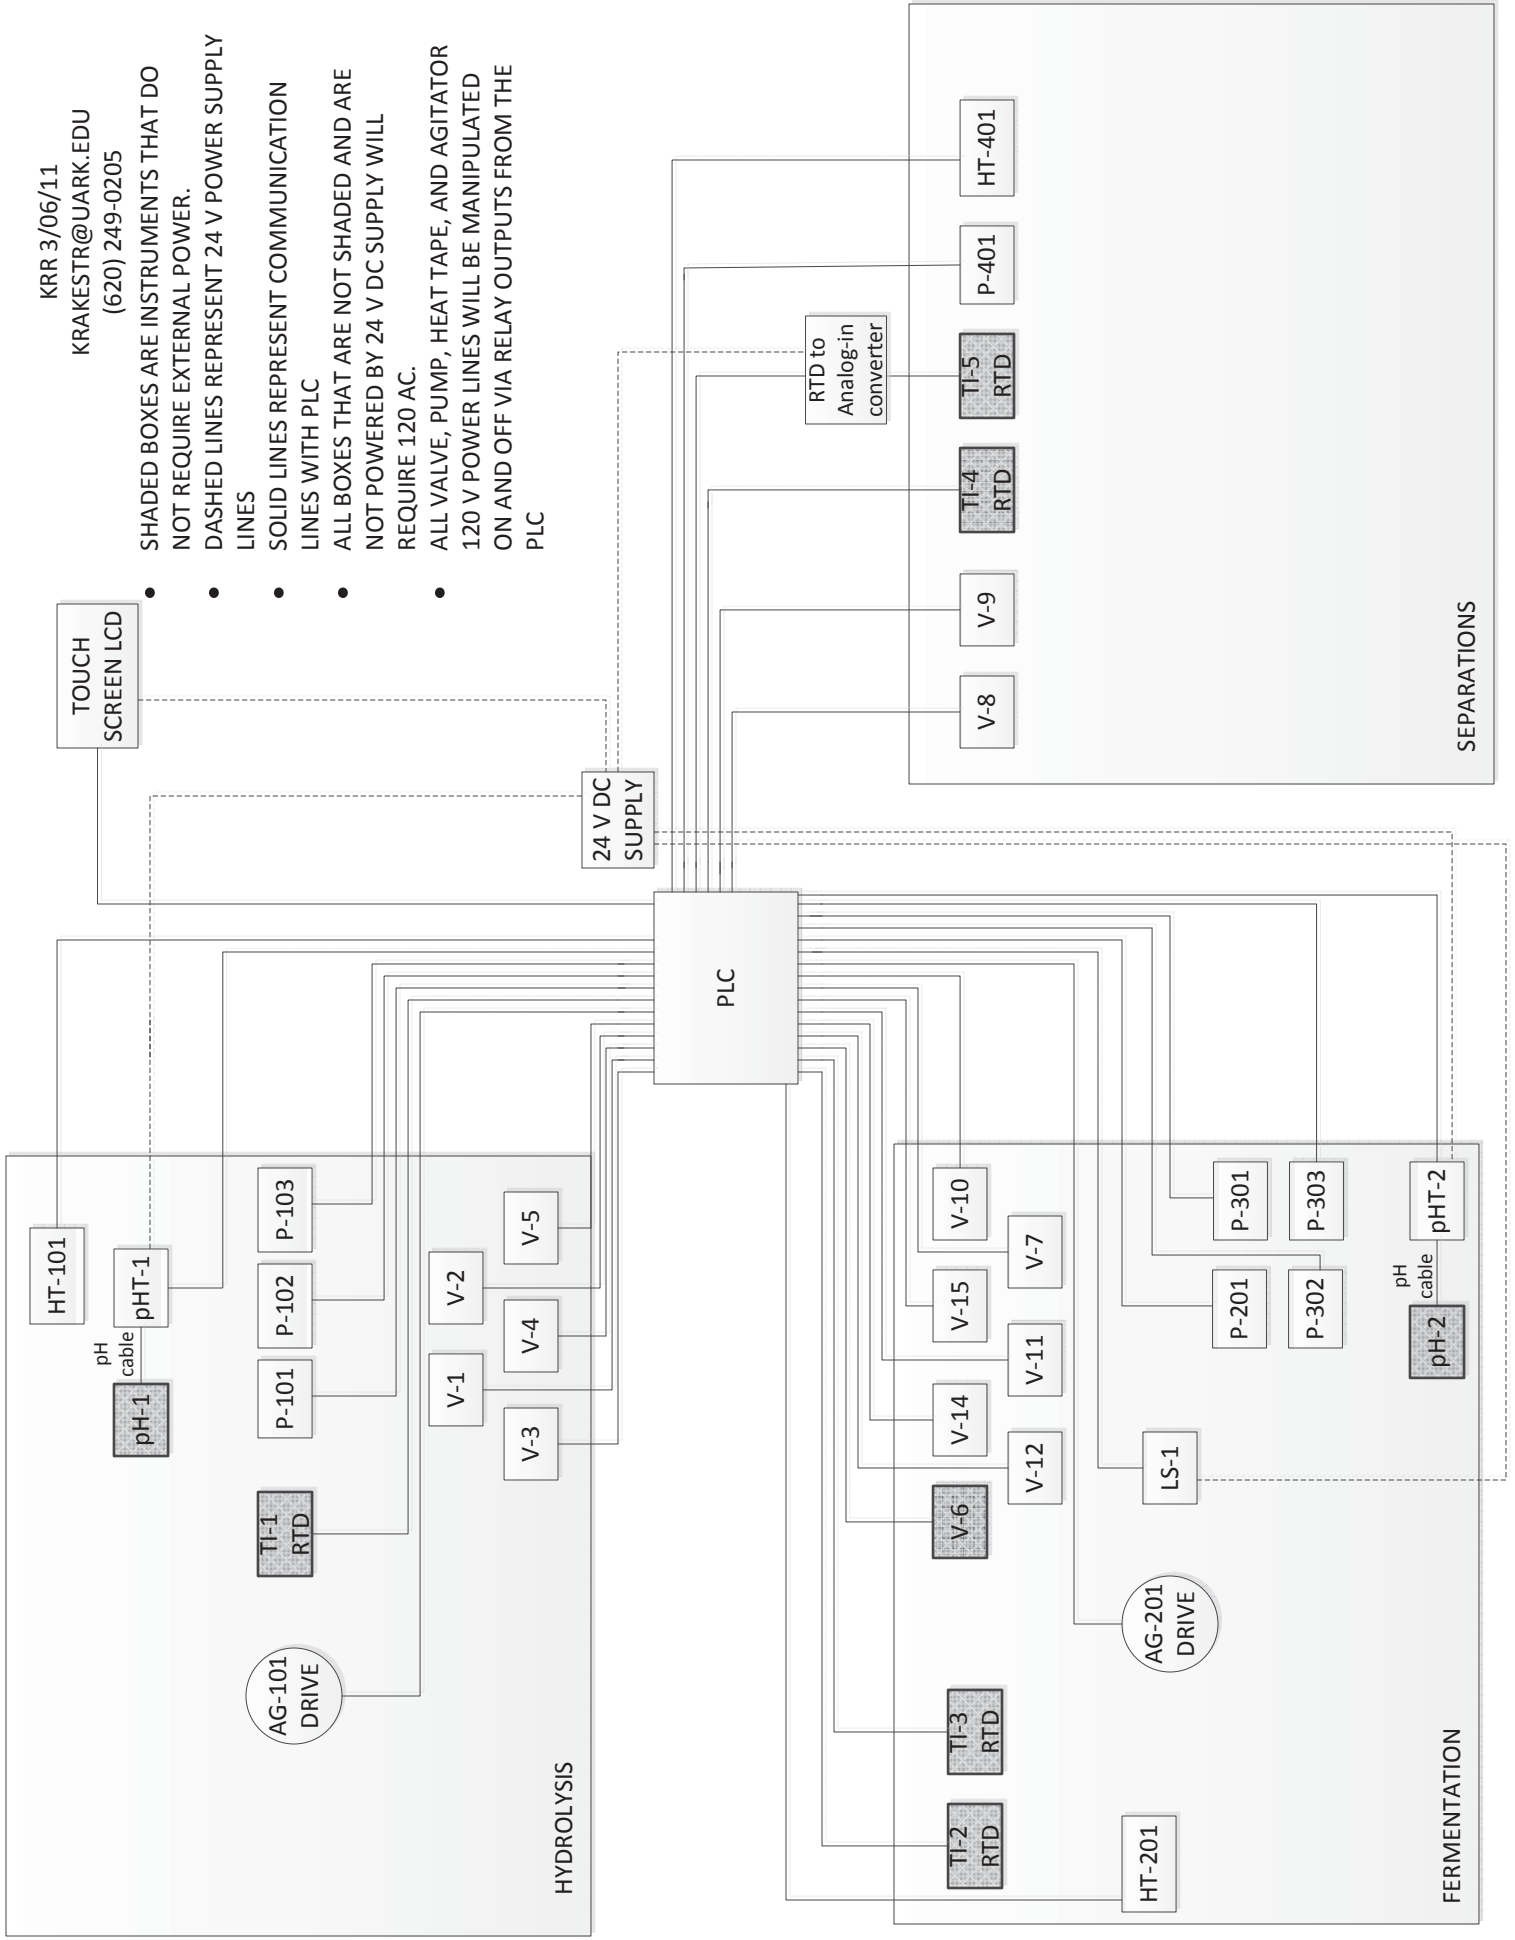 KRR 3/06/11
KRAKESTR@UARK.EDU
(620) 249-0205
• SHADED BOXES ARE INSTRUMENTS THAT DO
NOT REQUIRE EXTERNAL POWER.
• DASHED LINES REPRESENT 24 V POWER SUPPLY
LINES
• SOLID LINES REPRESENT COMMUNICATION
LINES WITH PLC
• ALL BOXES THAT ARE NOT SHADED AND ARE
NOT POWERED BY 24 V DC SUPPLY WILL
REQUIRE 120 AC.
• ALL VALVE, PUMP, HEAT TAPE, AND AGITATOR
120 V POWER LINES WILL BE MANIPULATED
ON AND OFF VIA RELAY OUTPUTS FROM THE
PLC
TOUCH
SCREEN LCD
24 V DC
SUPPLY
PLC
HT-101
pHT-1
pH
cable
pH-1
P-103
P-102
P-101
TI-1
RTD
AG-101
DRIVE
V-2
V-1
V-5
V-4
V-3
HYDROLYSIS
RTD to
Analog-in
converter
HT-401
P-401
TI-5
RTD
TI-4
RTD
V-9
V-8
SEPARATIONS
V-10
V-15
V-14
V-6
TI-3
RTD
TI-2
RTD
V-7
V-11
V-12
LS-1
AG-201
DRIVE
HT-201
P-301
P-201
P-303
P-302
pHT-2
pH
cable
pH-2
FERMENTATION